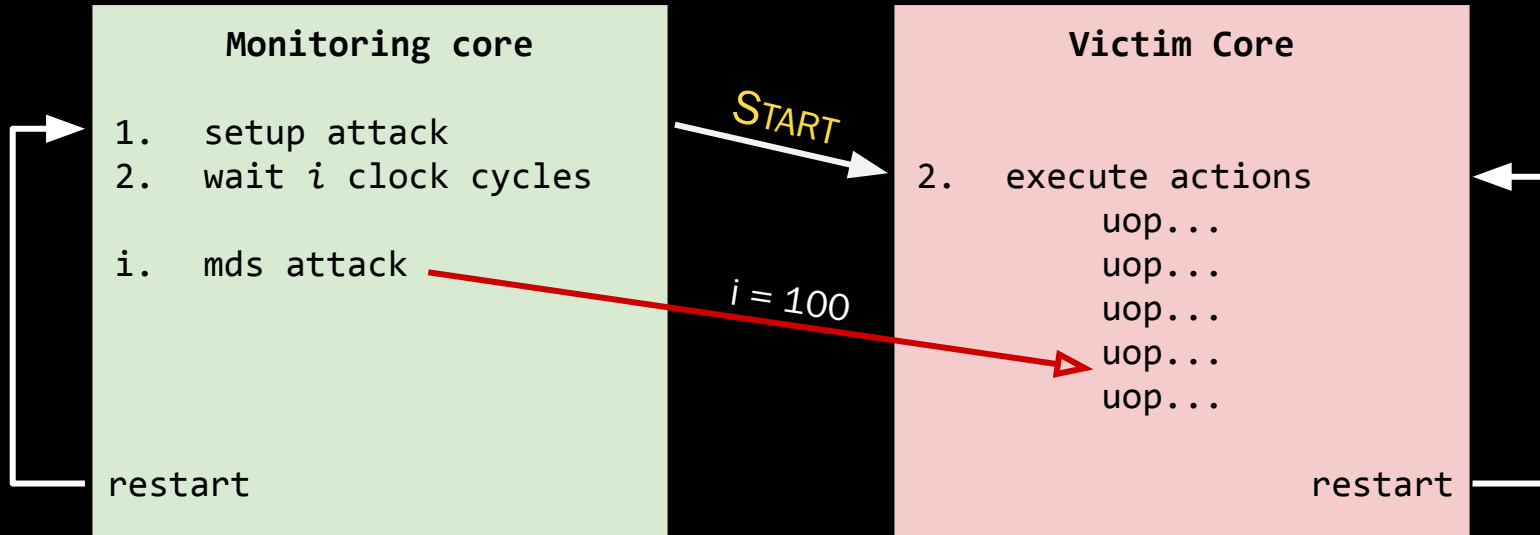 Monitoring core
1. setup attack
2. wait i clock cycles
i. mds attack
restart
START
i = 100
Victim Core
2. execute actions
uop...
uop...
uop...
uop...
uop...
restart